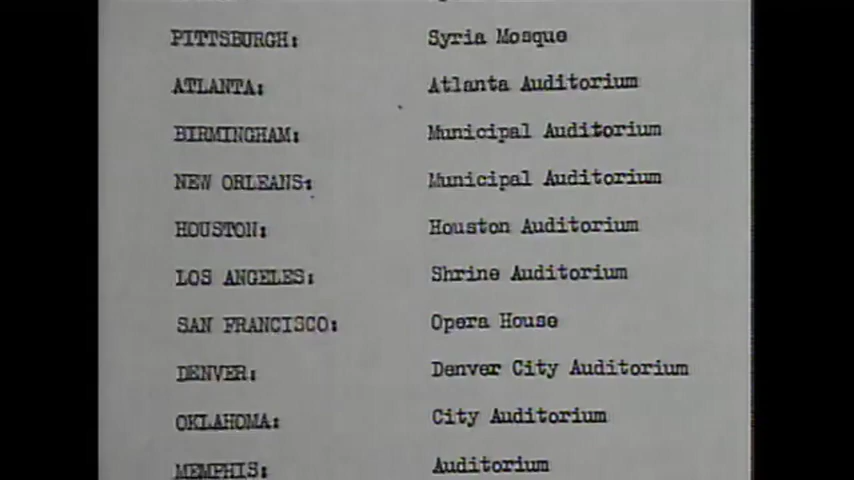 PITTSBURGH: Syria Mosque
ATLANTA: Atlanta Auditorium
BIRMINGHAM: Municipal Auditorium
NEW ORLEANS: Municipal Auditorium
HOUSTON: Houston Auditorium
LOS ANGELES: Shrine Auditorium
SAN FRANCISCO: Opera House
DENVER: Denver City Auditorium
OKLAHOMA: City Auditorium
MEMPHIS: Auditorium